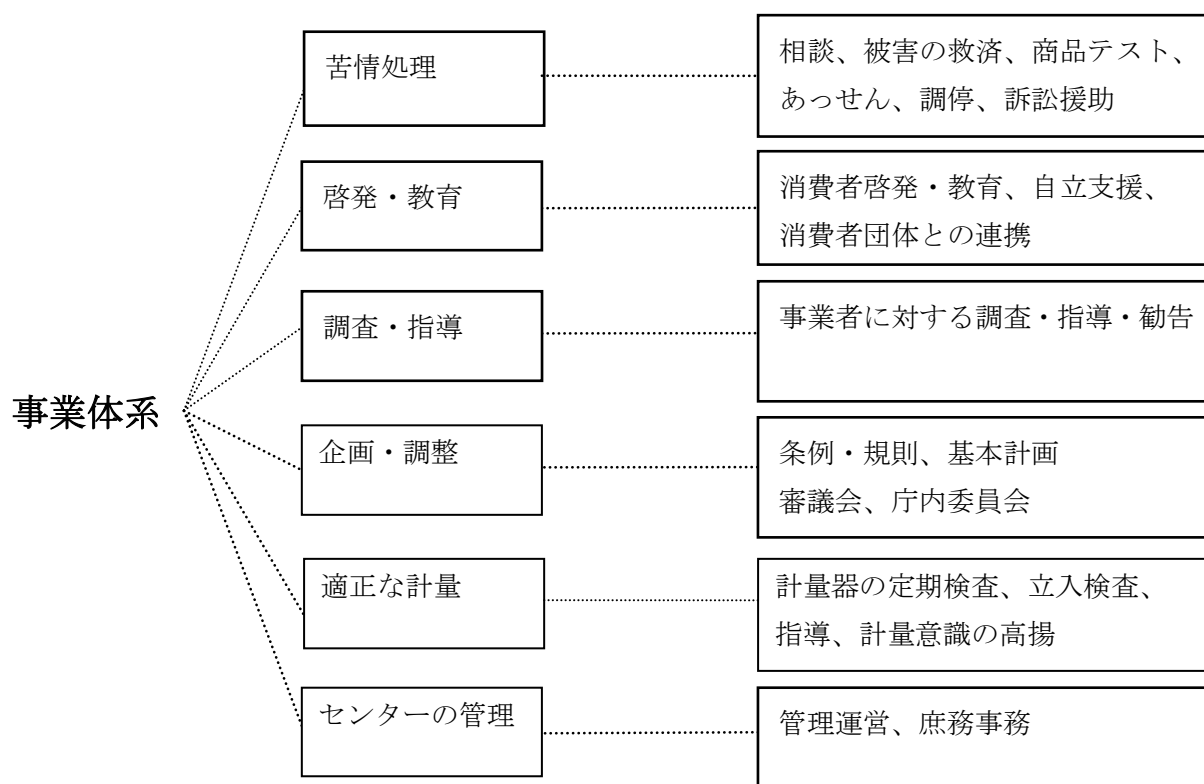 事業体系
苦情処理
相談、被害の救済、商品テスト、
あっせん、調停、訴訟援助
啓発・教育
消費者啓発・教育、自立支援、
消費者団体との連携
調査・指導
事業者に対する調査・指導・勧告
企画・調整
条例・規則、基本計画
審議会、庁内委員会
適正な計量
計量器の定期検査、立入検査、
指導、計量意識の高揚
センターの管理
管理運営、庶務事務